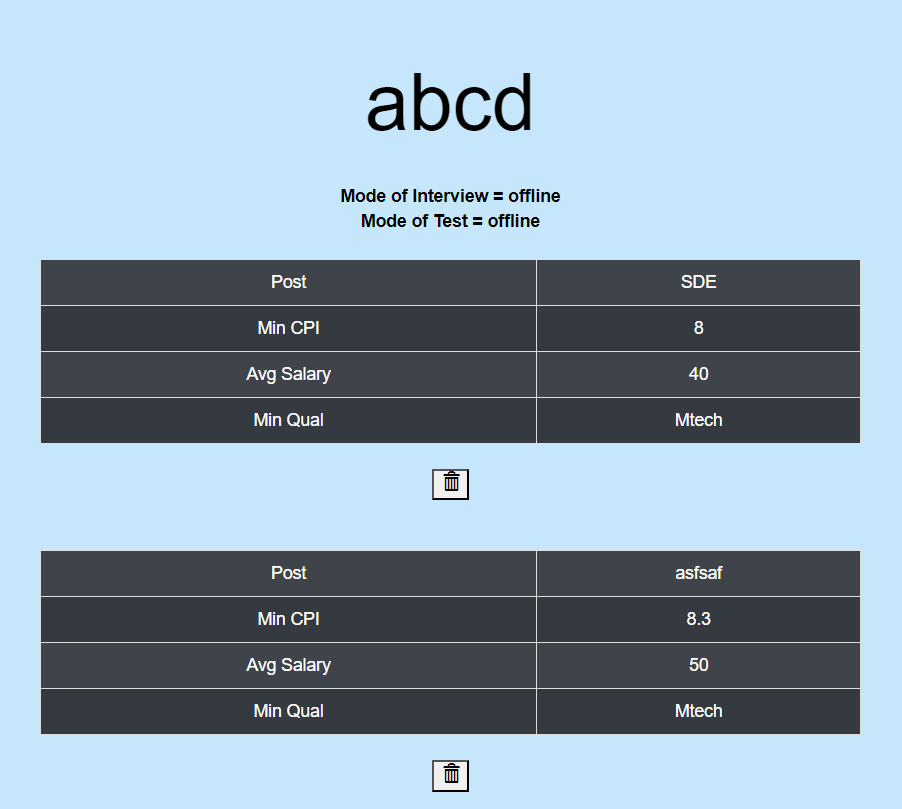 abcd
Mode of Interview = offline
Mode of Test = offline
Post SDE
Min CPI 8
Avg Salary 40
Min Qual Mtech
Post asfsaf
Min CPI 8.3
Avg Salary 50
Min Qual Mtech